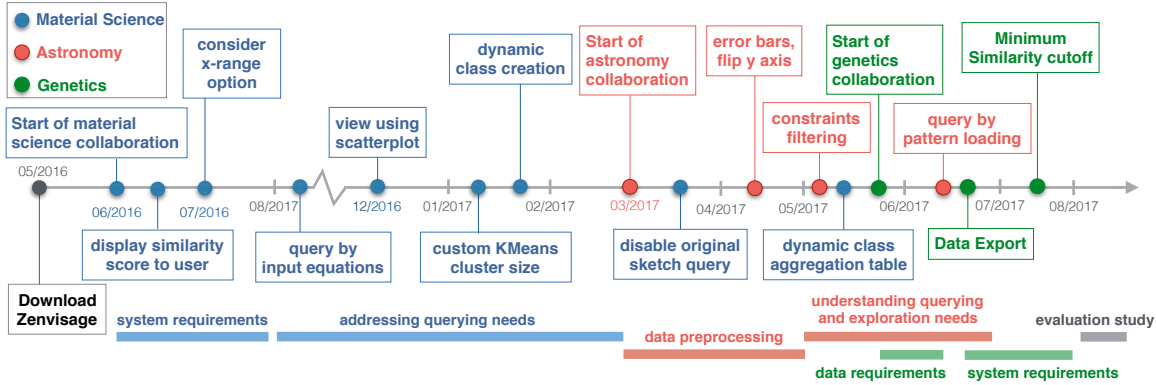 Material Science
Astronomy
Genetics
consider
x-range
option
dynamic
class creation
Start of
astronomy
collaboration
error bars,
flip y axis
Start of
genetics
collaboration
Minimum
Similarity cutoff
Start of material
science collaboration
view using
scatterplot
constraints
filtering
query by
pattern loading
05/2016
06/2016
07/2016
08/2017
12/2016
01/2017
02/2017
03/2017
04/2017
05/2017
06/2017
07/2017
08/2017
display similarity
score to user
query by
input equations
custom KMeans
cluster size
disable original
sketch query
dynamic class
aggregation table
Data Export
Download
Zenvisage
system requirements
addressing querying needs
data preprocessing
understanding querying
and exploration needs
evaluation study
data requirements
system requirements